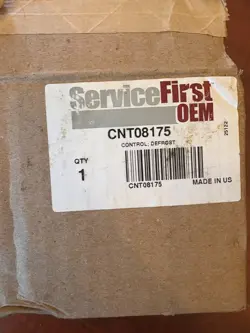 ServiceFirst
OEM
CNT08175
CONTROL; DEFROST
QTY
1
CNT08175
MADE IN US